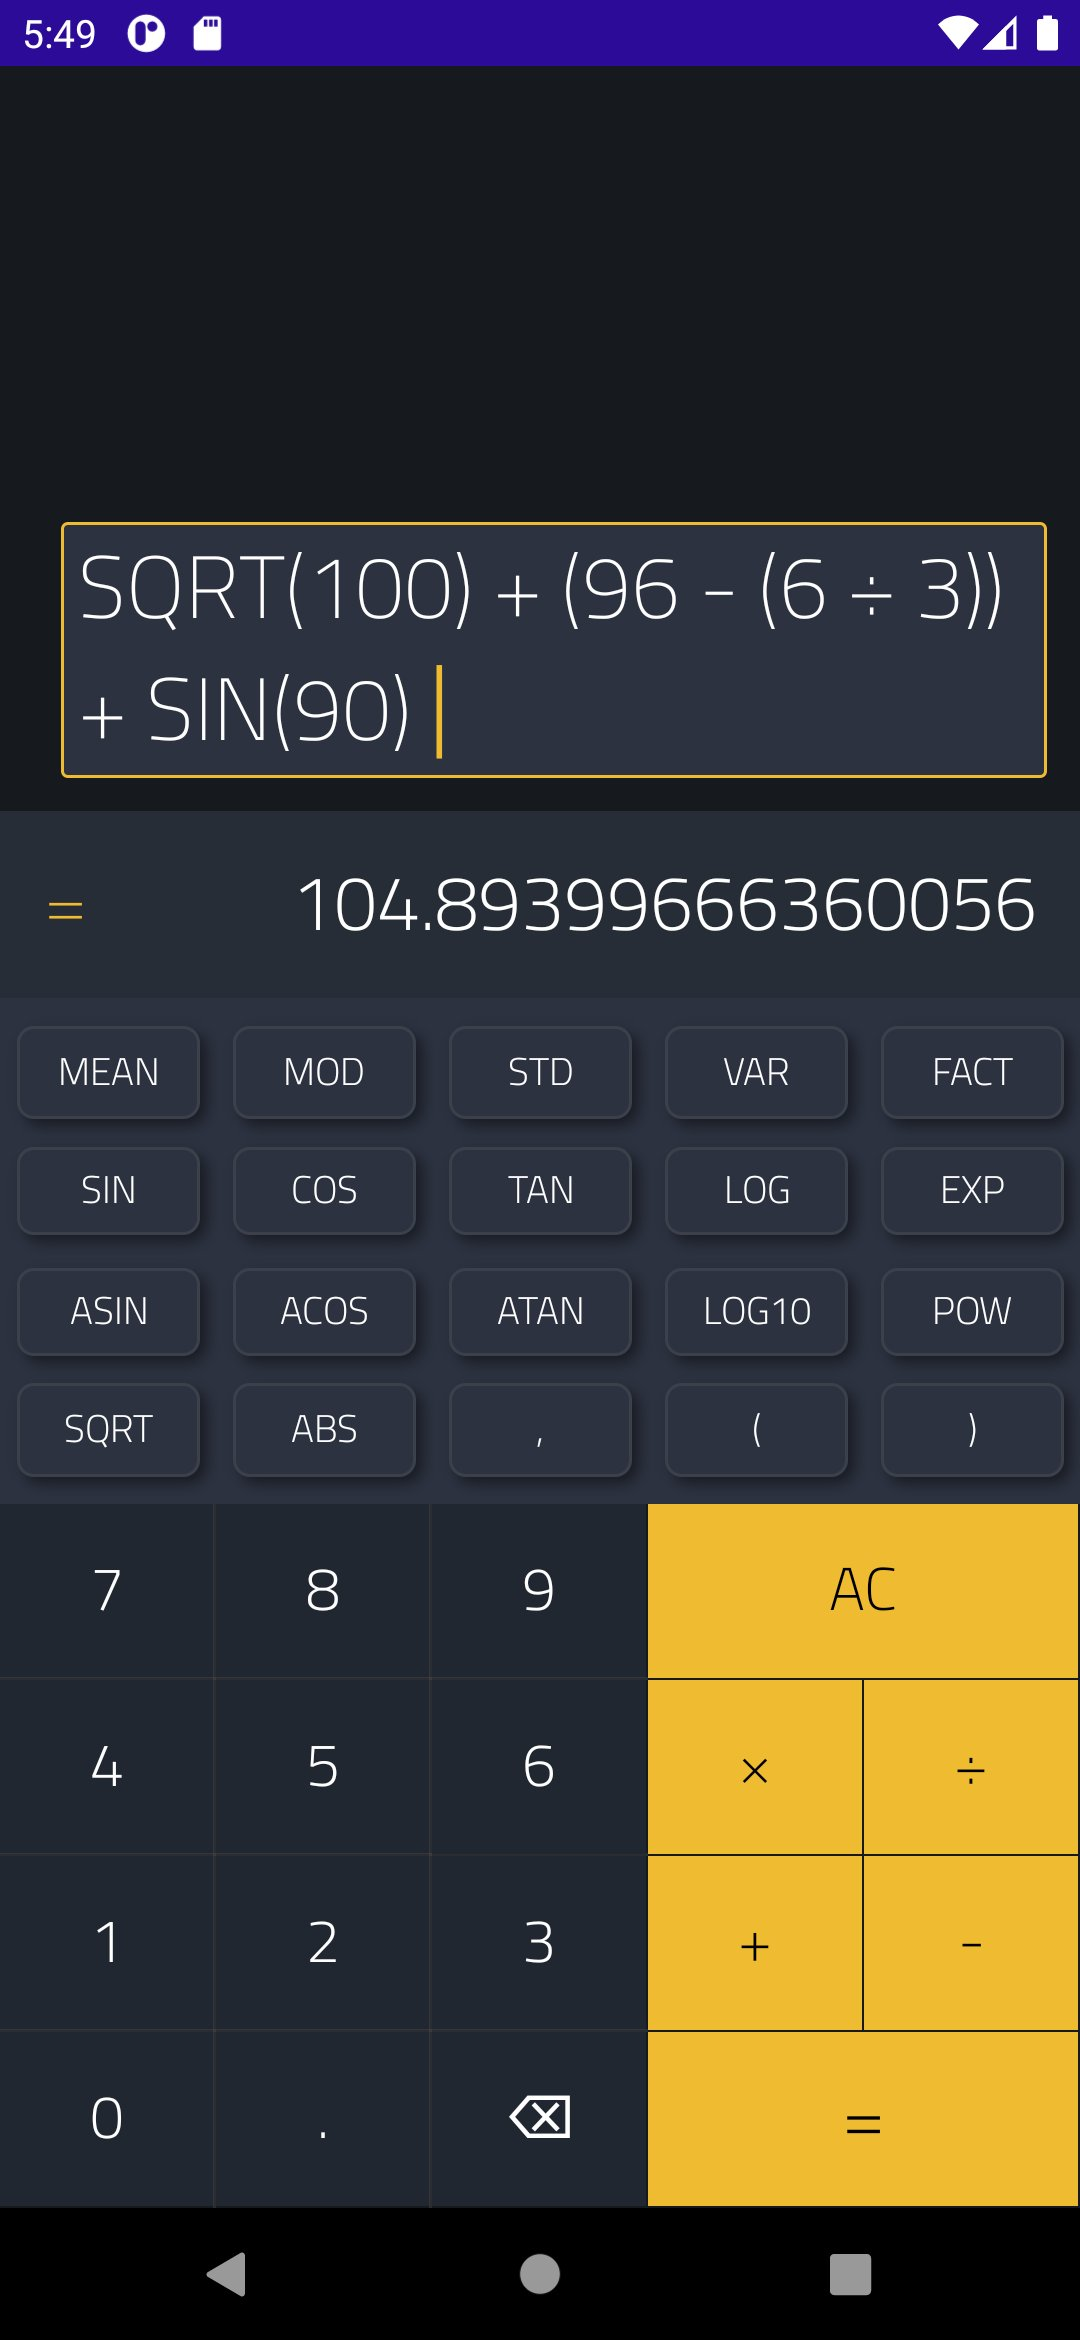 5:49
SQRT(100) + (96 - (6 ÷ 3))
+ SIN(90)
= 104.89399666360056
MEAN MOD STD VAR FACT
SIN COS TAN LOG EXP
ASIN ACOS ATAN LOG10 POW
SQRT ABS , ( )
7 8 9 AC
4 5 6 × ÷
1 2 3 + -
0 . =